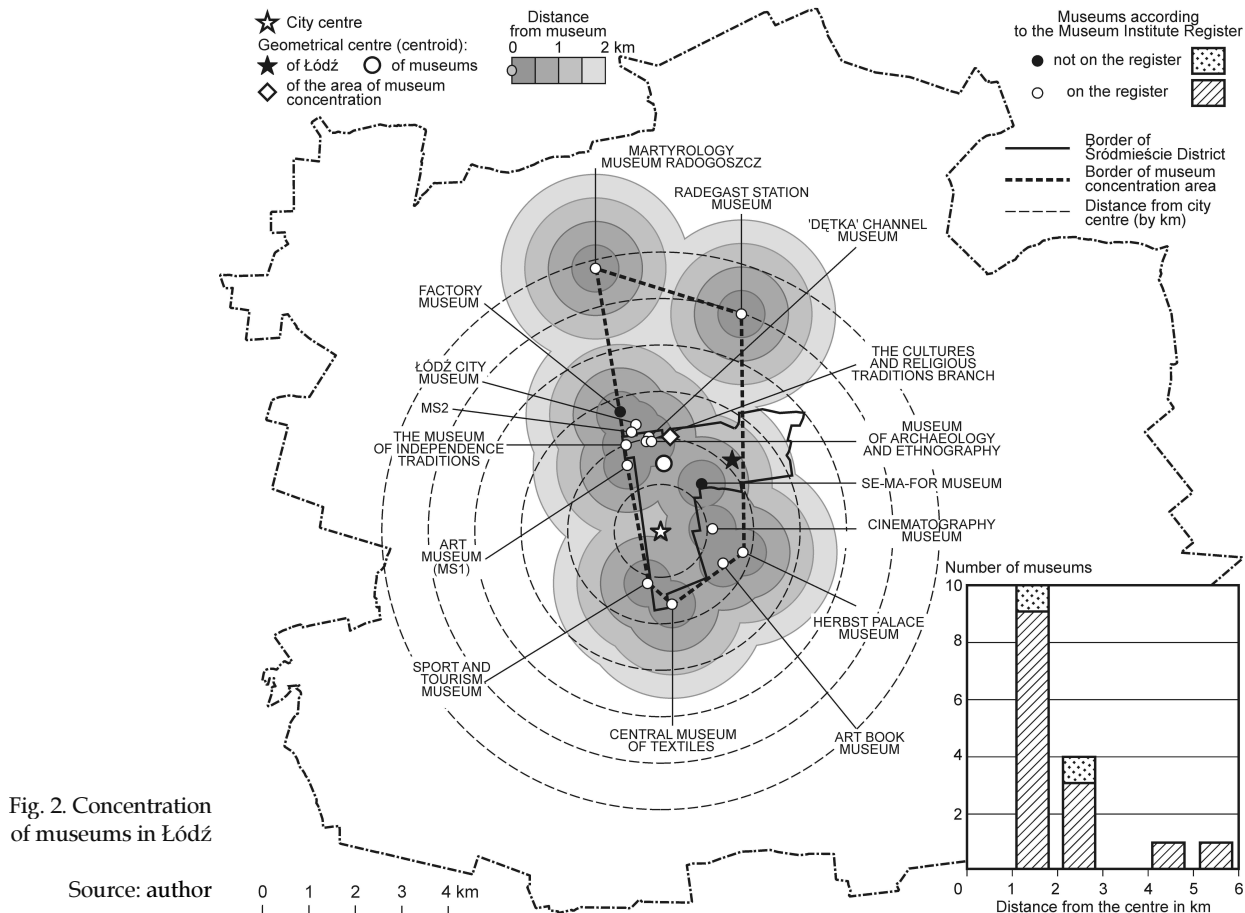 City centre
Geometrical centre (centroid):
of Łódź
of museums
of the area of museum
concentration
Distance
from museum
0 1 2 km
Museums according
to the Museum Institute Register
not on the register
on the register
Border of
Śródmieście District
Border of museum
concentration area
Distance from city
centre (by km)
MARTYROLOGY
MUSEUM RADOGOSZCZ
RADEGAST STATION
MUSEUM
'DĘTKA' CHANNEL
MUSEUM
FACTORY
MUSEUM
ŁÓDŹ CITY
MUSEUM
MS2
THE MUSEUM
OF INDEPENDENCE
TRADITIONS
THE CULTURES
AND RELIGIOUS
TRADITIONS BRANCH
MUSEUM
OF ARCHAEOLOGY
AND ETHNOGRAPHY
SE-MA-FOR MUSEUM
CINEMATOGRAPHY
MUSEUM
ART
MUSEUM
(MS1)
HERBST PALACE
MUSEUM
SPORT AND
TOURISM
MUSEUM
CENTRAL MUSEUM
OF TEXTILES
ART BOOK
MUSEUM
Number of museums
10
8
6
4
2
0 1 2 3 4 5 6
Distance from the centre in km
Fig. 2. Concentration
of museums in Łódź
Source: author
0 1 2 3 4 km